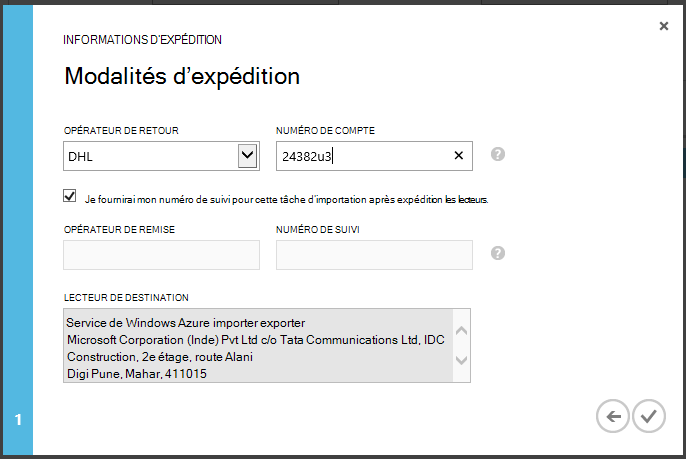 INFORMATIONS D'EXPÉDITION
Modalités d’expédition
OPÉRATEUR DE RETOUR
NUMÉRO DE COMPTE
DHL
24382u3
Je fournirai mon numéro de suivi pour cette tâche d'importation après expédition les lecteurs.
OPÉRATEUR DE REMISE
NUMÉRO DE SUIVI
LECTEUR DE DESTINATION
Service de Windows Azure importer exporter
Microsoft Corporation (Inde) Pvt Ltd c/o Tata Communications Ltd, IDC
Construction, 2e étage, route Alani
Digi Pune, Mahar, 411015
1